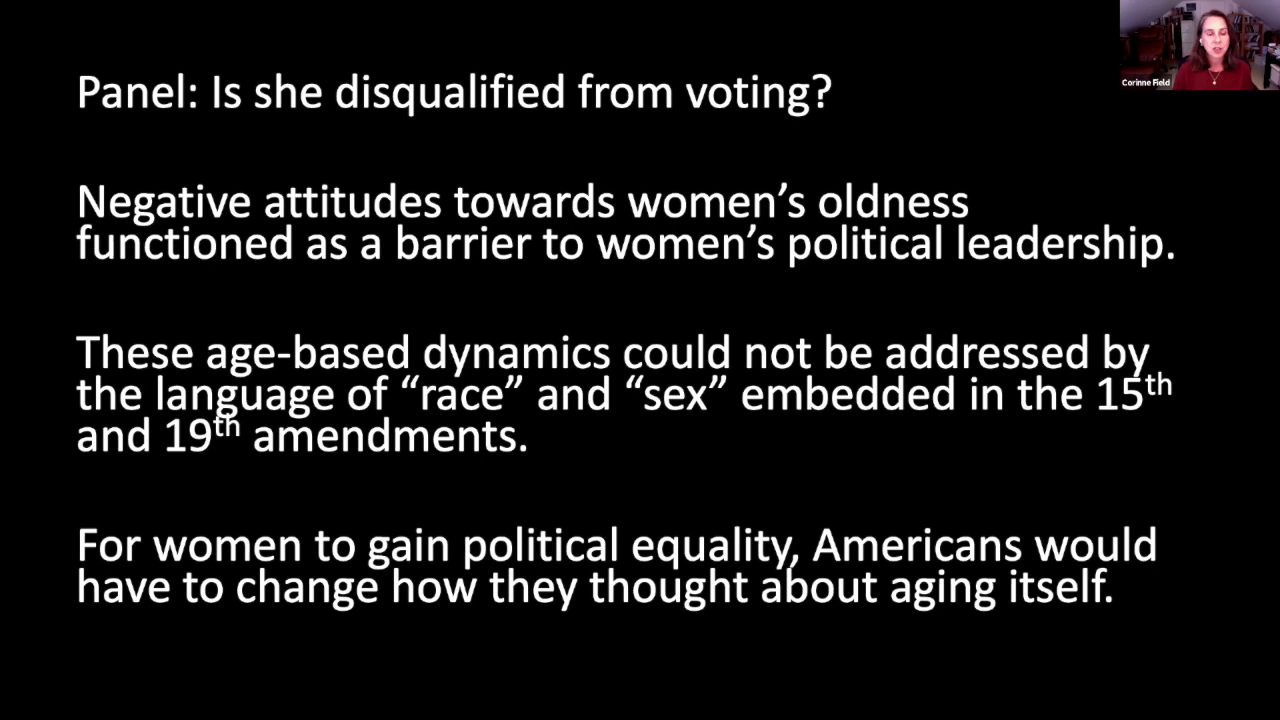 Panel: Is she disqualified from voting?
Corinne Field
Negative attitudes towards women’s oldness
functioned as a barrier to women’s political leadership.
These age-based dynamics could not be addressed by
the language of “race” and “sex” embedded in the 15th
and 19th amendments.
For women to gain political equality, Americans would
have to change how they thought about aging itself.